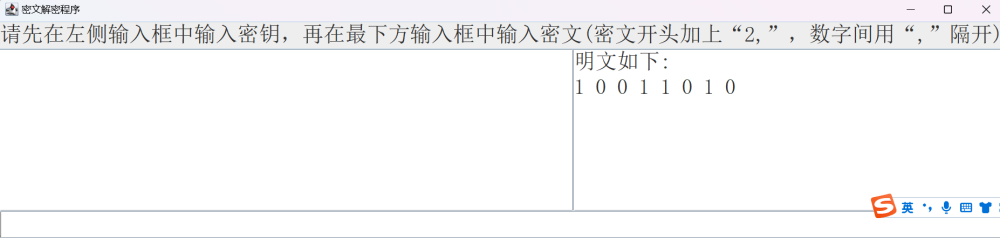 密文解密程序
请先在左侧输入框中输入密钥，再在最下方输入框中输入密文(密文开头加上“2,”，数字间用“,”隔开)
明文如下:
1 0 0 1 1 0 1 0
英